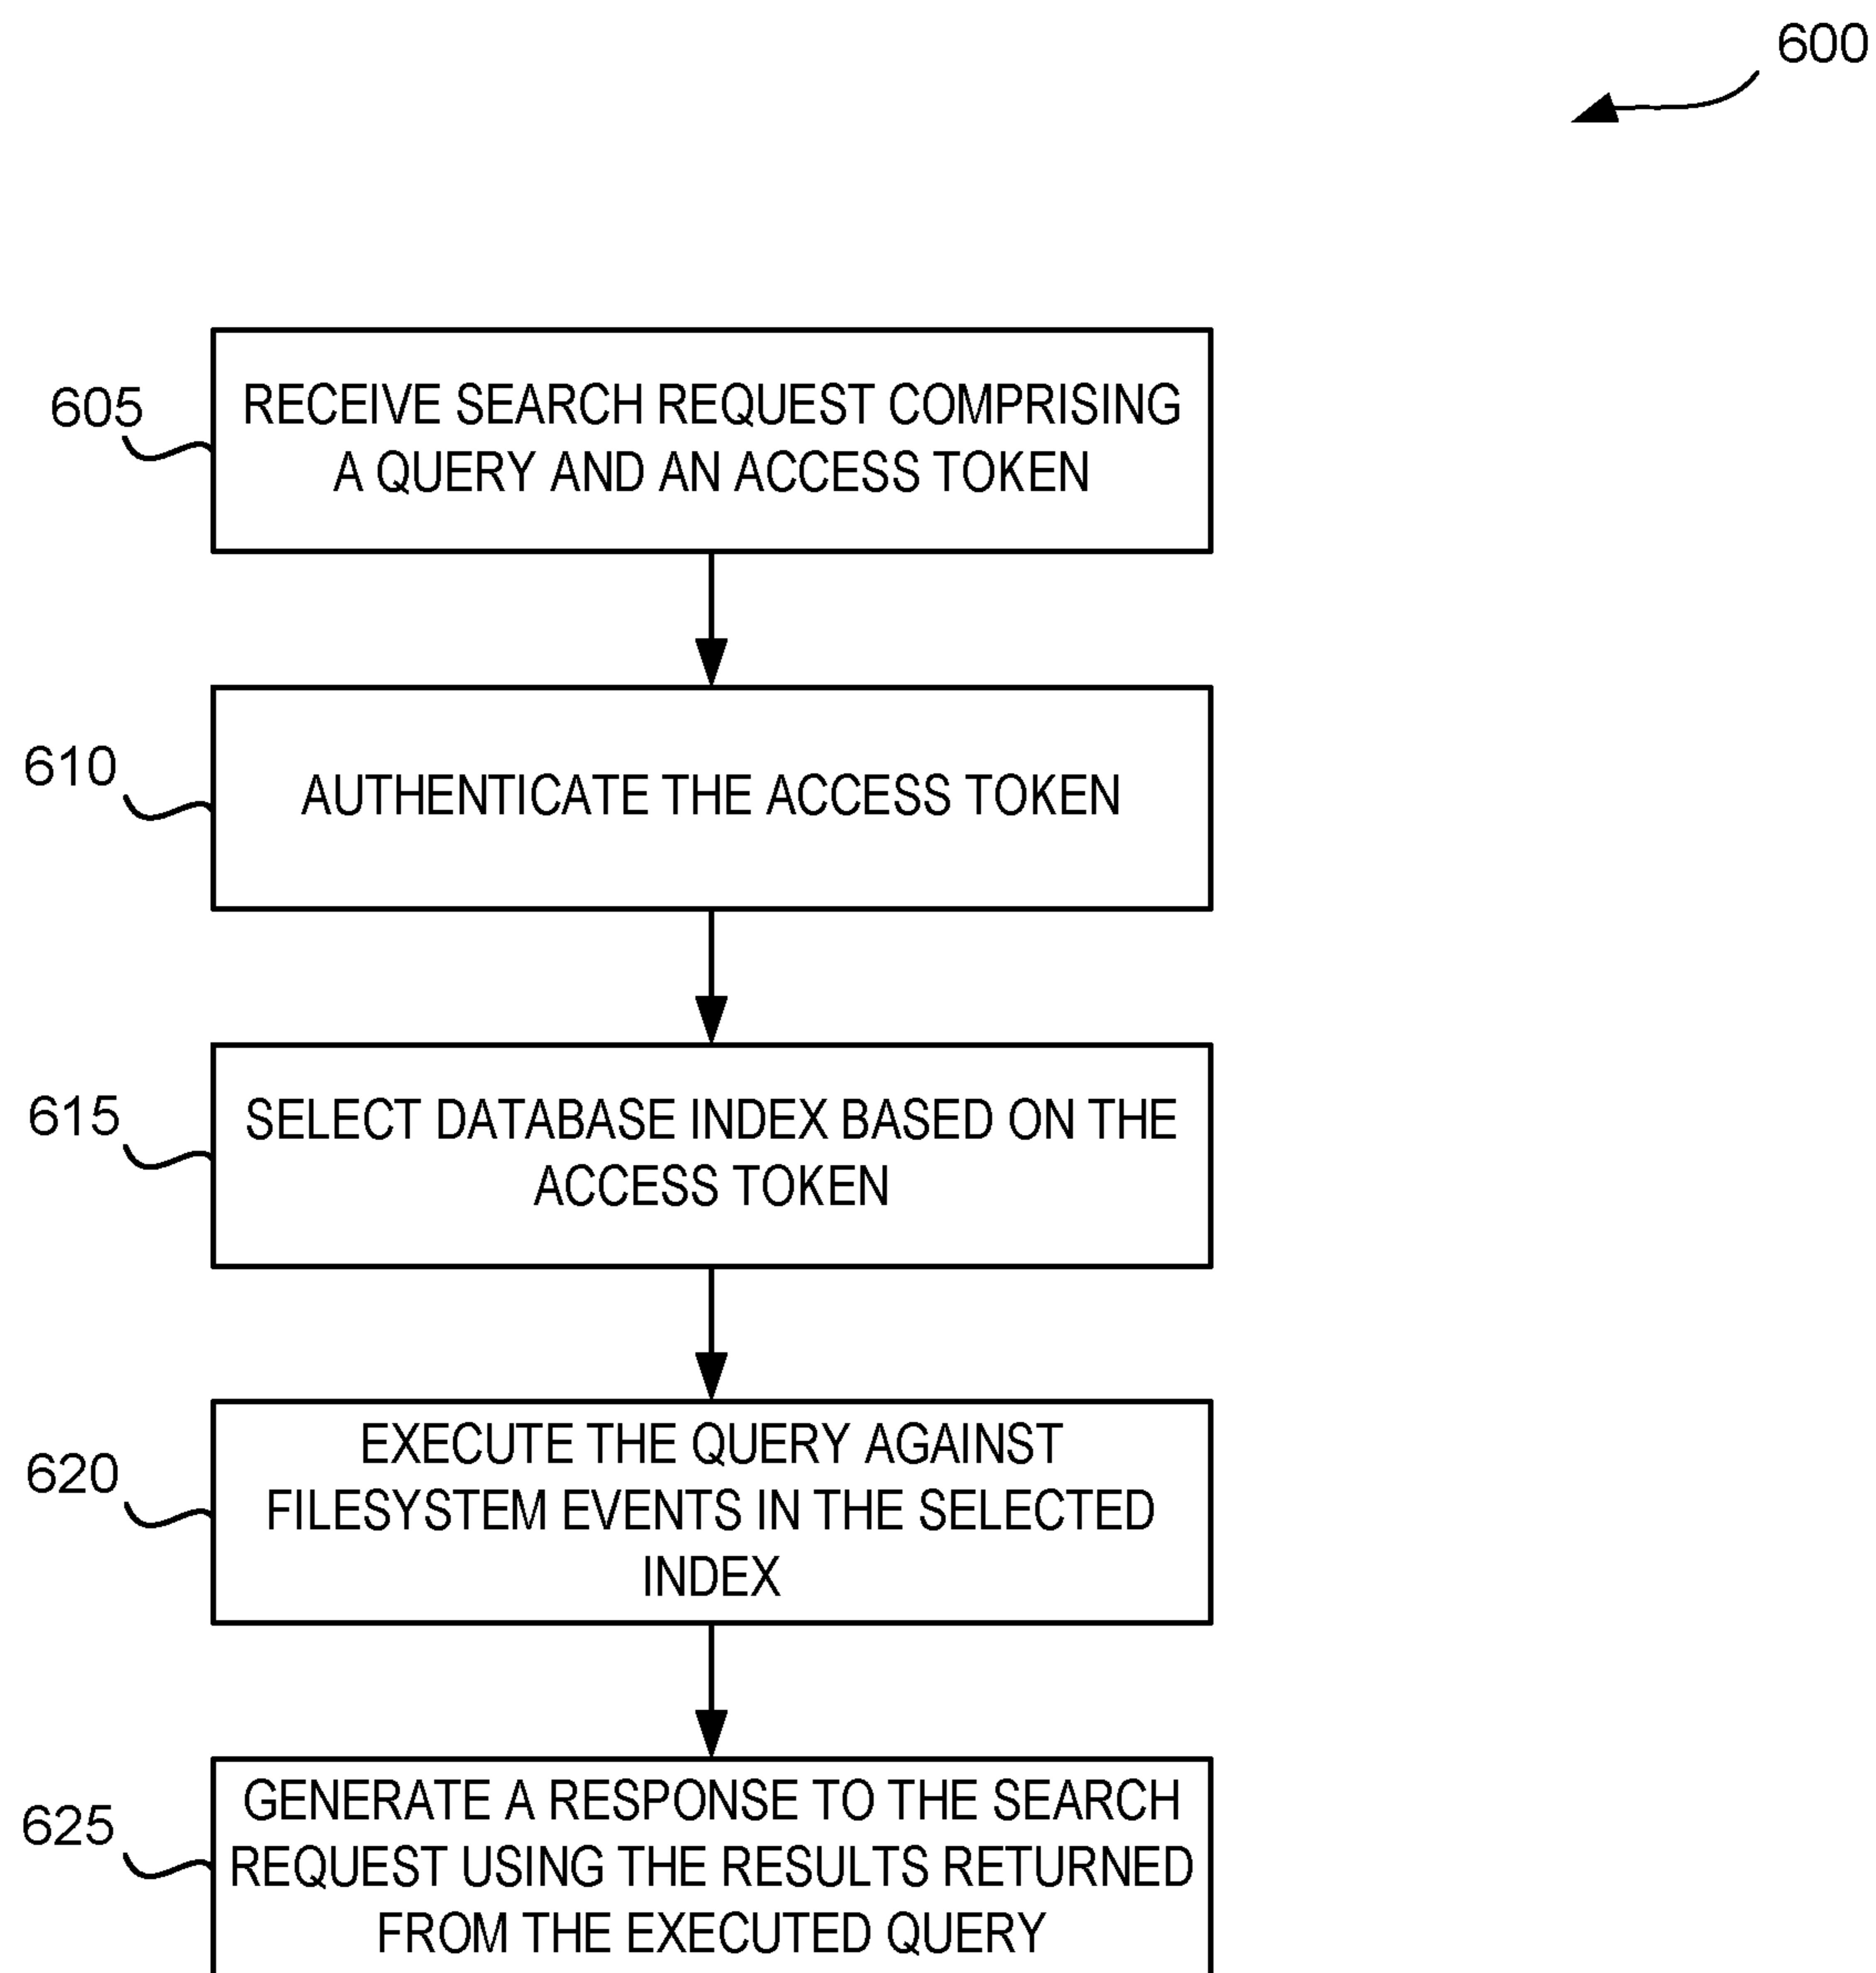 600
605
RECEIVE SEARCH REQUEST COMPRISING
A QUERY AND AN ACCESS TOKEN
610
AUTHENTICATE THE ACCESS TOKEN
615
SELECT DATABASE INDEX BASED ON THE
ACCESS TOKEN
620
EXECUTE THE QUERY AGAINST
FILESYSTEM EVENTS IN THE SELECTED
INDEX
625
GENERATE A RESPONSE TO THE SEARCH
REQUEST USING THE RESULTS RETURNED
FROM THE EXECUTED QUERY